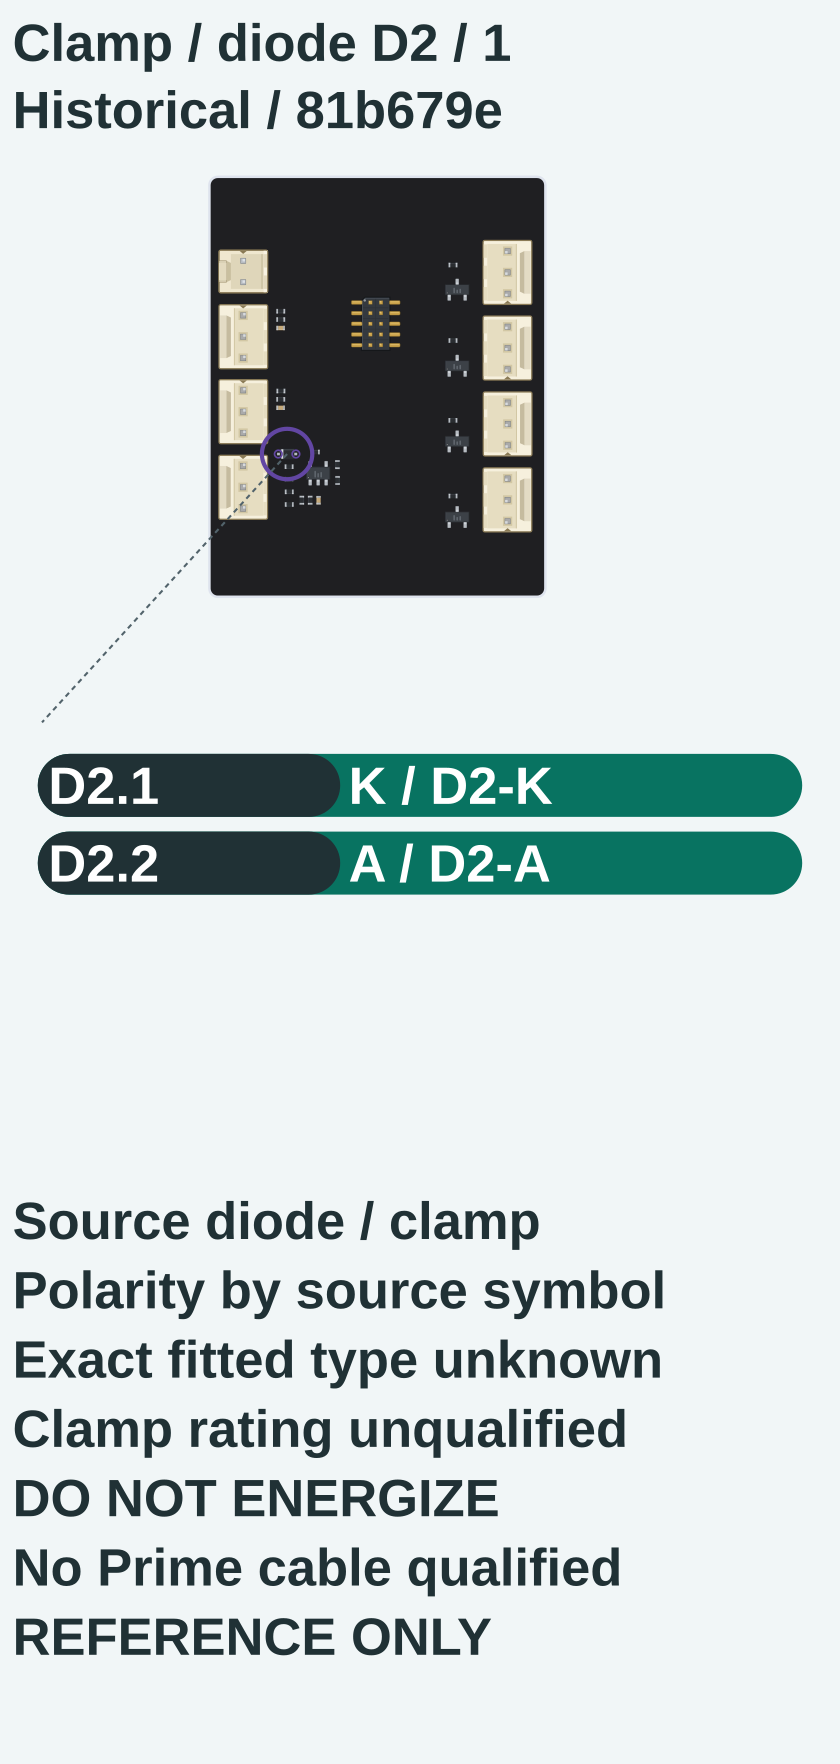 Clamp / diode D2 / 1
Historical / 81b679e
D2.1 K / D2-K
D2.2 A / D2-A
Source diode / clamp
Polarity by source symbol
Exact fitted type unknown
Clamp rating unqualified
DO NOT ENERGIZE
No Prime cable qualified
REFERENCE ONLY